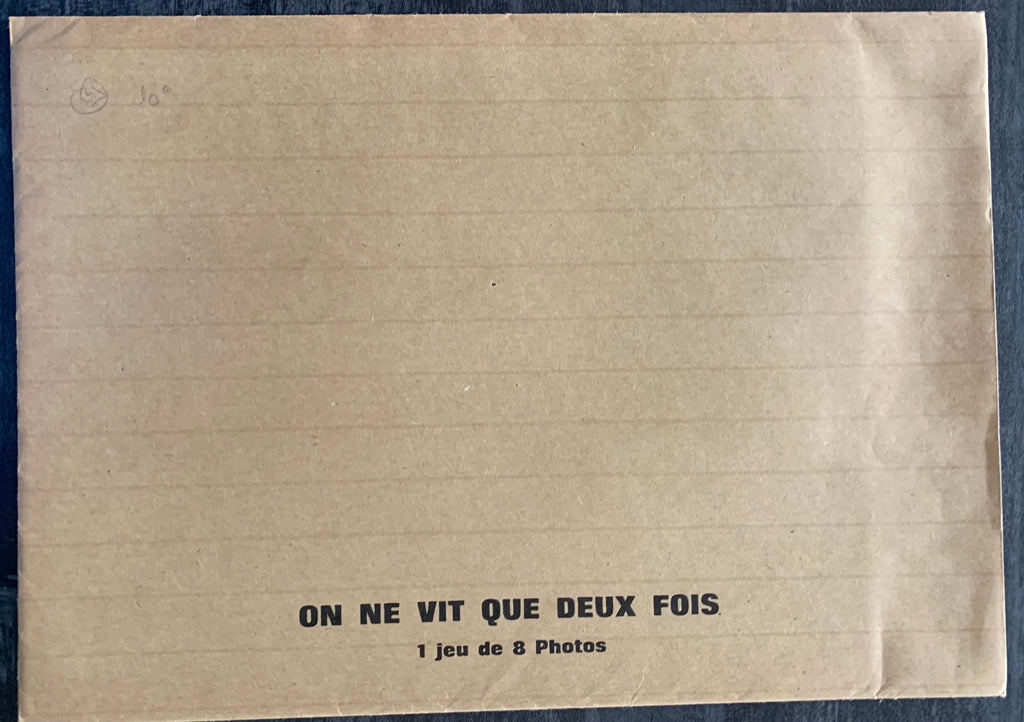 ON NE VIT QUE DEUX FOIS
1 jeu de 8 Photos